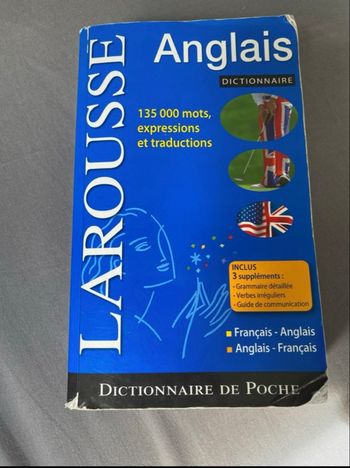 LAROUSSE
Anglais
DICTIONNAIRE
135 000 mots,
expressions
et traductions
INCLUS
3 suppléments :
- Grammaire détaillée
- Verbes irréguliers
- Guide de communication
Français - Anglais
Anglais - Français
DICTIONNAIRE DE POCHE